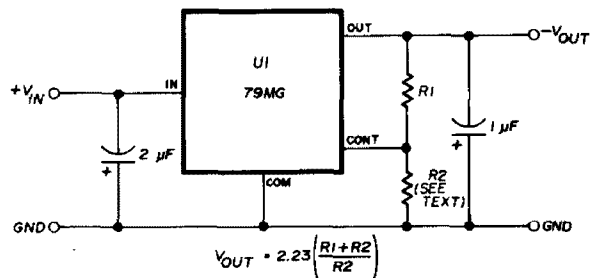 OUT
-VOUT
U1
79MG
IN
+VIN
R1
CONT
1 µF
+
2 µF
+
R2
(SEE
TEXT)
COM
GND
GND
VOUT = 2.23 (R1+R2 / R2)